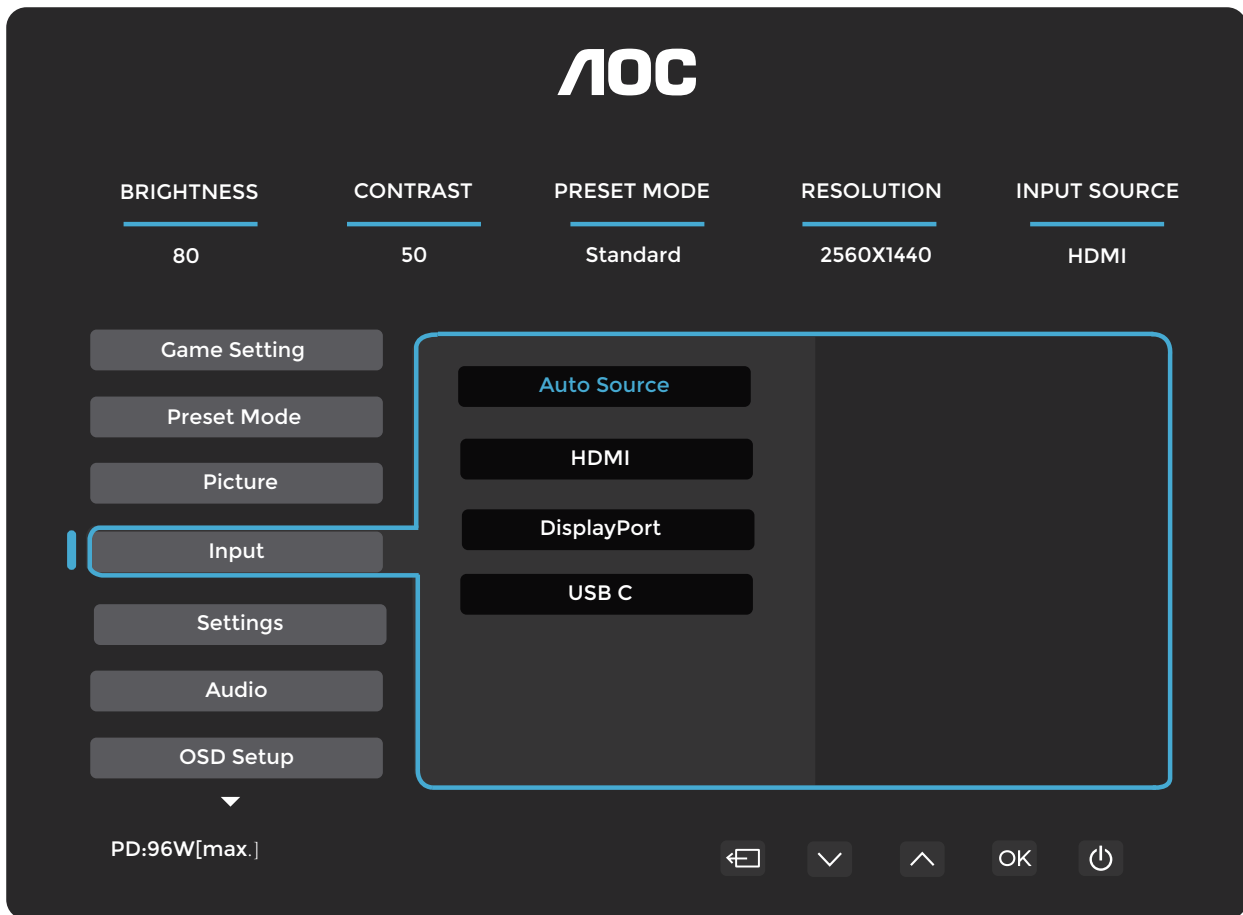 AOC
BRIGHTNESS CONTRAST PRESET MODE RESOLUTION INPUT SOURCE
80 50 Standard 2560X1440 HDMI
Game Setting
Preset Mode
Picture
Input
Settings
Audio
OSD Setup
Auto Source
HDMI
DisplayPort
USB C
PD:96W[max.]
OK